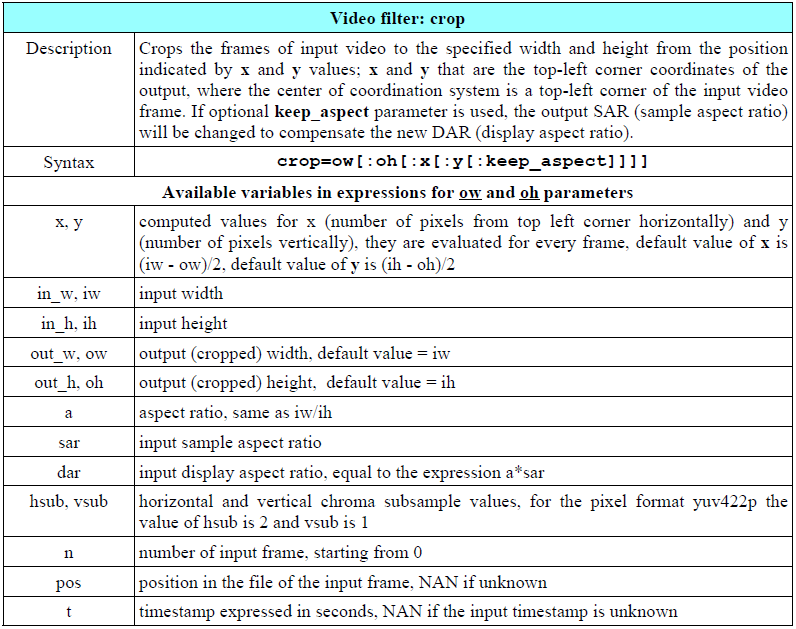 Video filter: crop
Description
Crops the frames of input video to the specified width and height from the position
indicated by x and y values; x and y that are the top-left corner coordinates of the
output, where the center of coordination system is a top-left corner of the input video
frame. If optional keep_aspect parameter is used, the output SAR (sample aspect ratio)
will be changed to compensate the new DAR (display aspect ratio).
Syntax
crop=ow[:oh[:x[:y[:keep_aspect]]]]
Available variables in expressions for ow and oh parameters
x, y
computed values for x (number of pixels from top left corner horizontally) and y
(number of pixels vertically), they are evaluated for every frame, default value of x is
(iw - ow)/2, default value of y is (ih - oh)/2
in_w, iw
input width
in_h, ih
input height
out_w, ow
output (cropped) width, default value = iw
out_h, oh
output (cropped) height,  default value = ih
a
aspect ratio, same as iw/ih
sar
input sample aspect ratio
dar
input display aspect ratio, equal to the expression a*sar
hsub, vsub
horizontal and vertical chroma subsample values, for the pixel format yuv422p the
value of hsub is 2 and vsub is 1
n
number of input frame, starting from 0
pos
position in the file of the input frame, NAN if unknown
t
timestamp expressed in seconds, NAN if the input timestamp is unknown